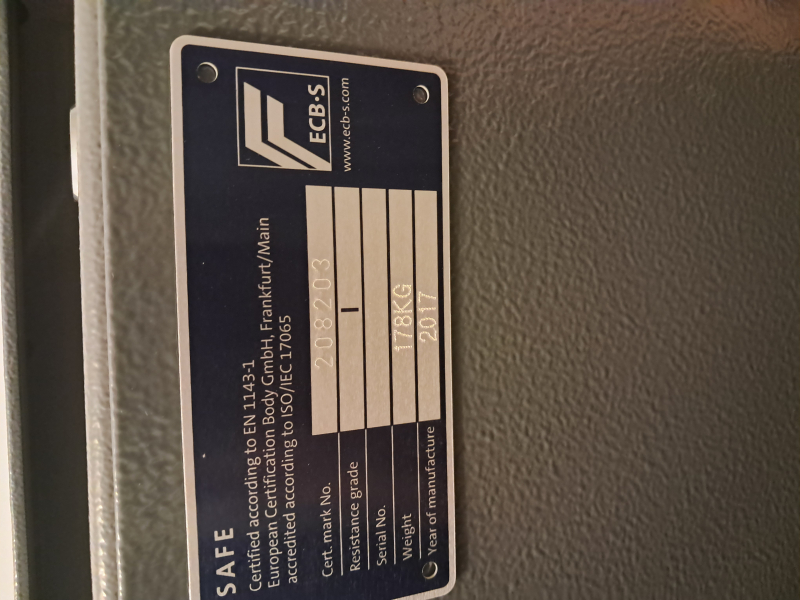 SAFE
Certified according to EN 1143-1
European Certification Body GmbH, Frankfurt/Main
accredited according to ISO/IEC 17065
ECB·S
www.ecb-s.com
Cert. mark No. 208203
Resistance grade I
Serial No.
Weight 178KG
Year of manufacture 2017